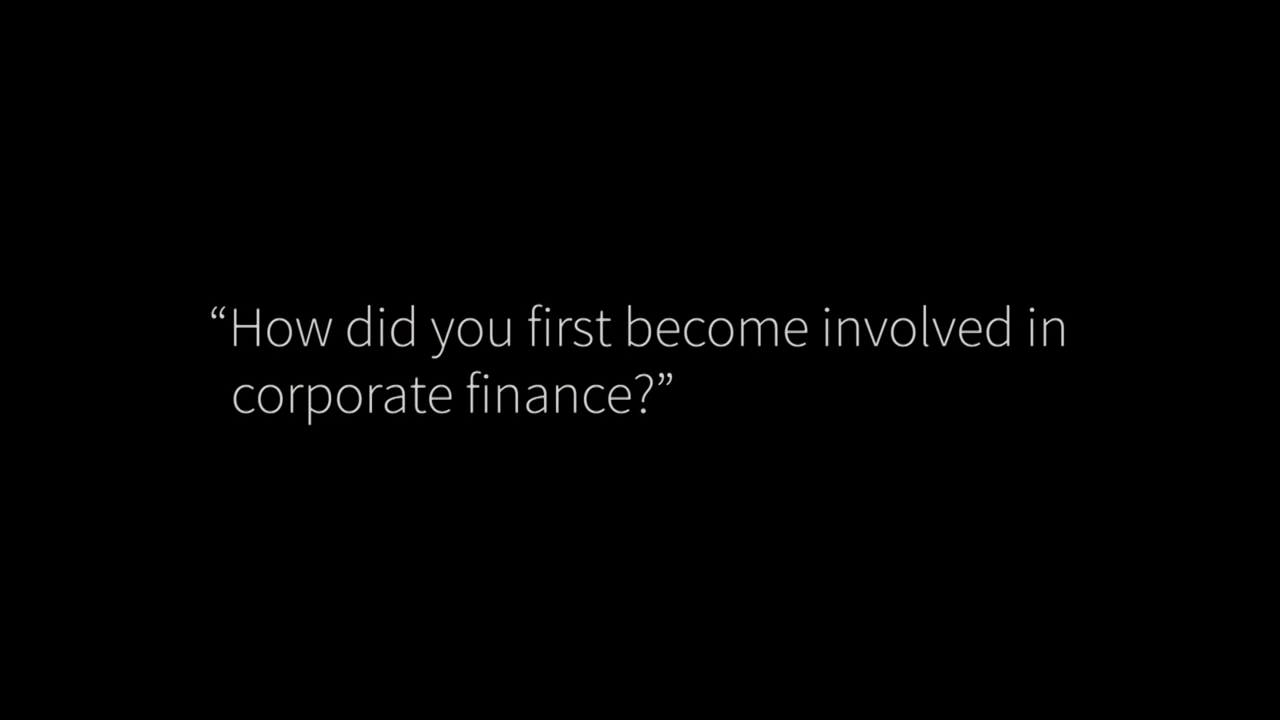 “How did you first become involved in
corporate finance?”